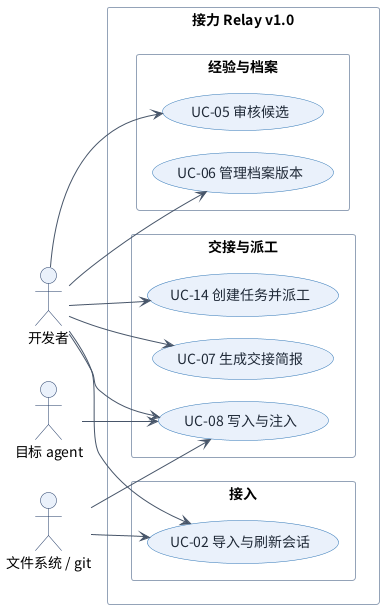 接力 Relay v1.0
经验与档案
UC-05 审核候选
UC-06 管理档案版本
交接与派工
UC-14 创建任务并派工
开发者
UC-07 生成交接简报
UC-08 写入与注入
目标 agent
接入
UC-02 导入与刷新会话
文件系统 / git